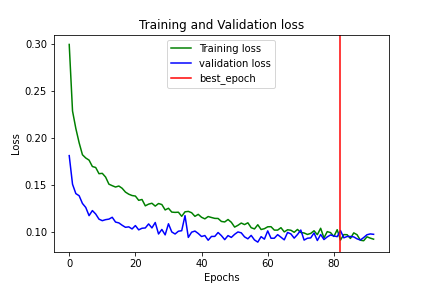 Training and Validation loss
Training loss
validation loss
best_epoch
0.30
0.25
0.20
0.15
0.10
Loss
0
20
40
60
80
Epochs